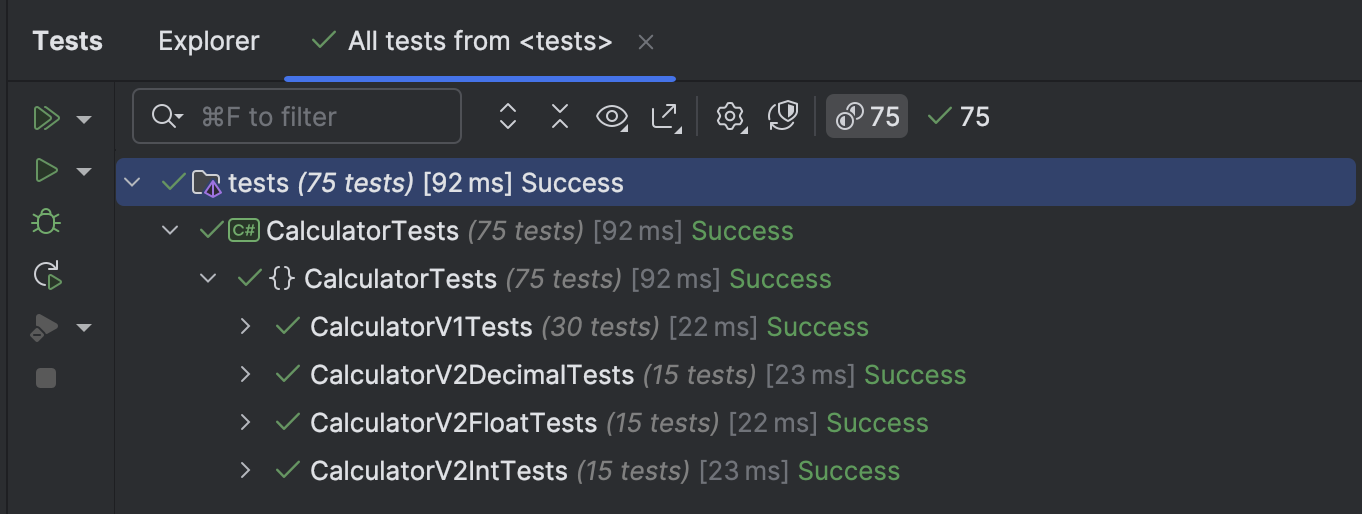 Tests Explorer All tests from <tests>
⌘F to filter 75 75
tests (75 tests) [92 ms] Success
C# CalculatorTests (75 tests) [92 ms] Success
{} CalculatorTests (75 tests) [92 ms] Success
CalculatorV1Tests (30 tests) [22 ms] Success
CalculatorV2DecimalTests (15 tests) [23 ms] Success
CalculatorV2FloatTests (15 tests) [22 ms] Success
CalculatorV2IntTests (15 tests) [23 ms] Success